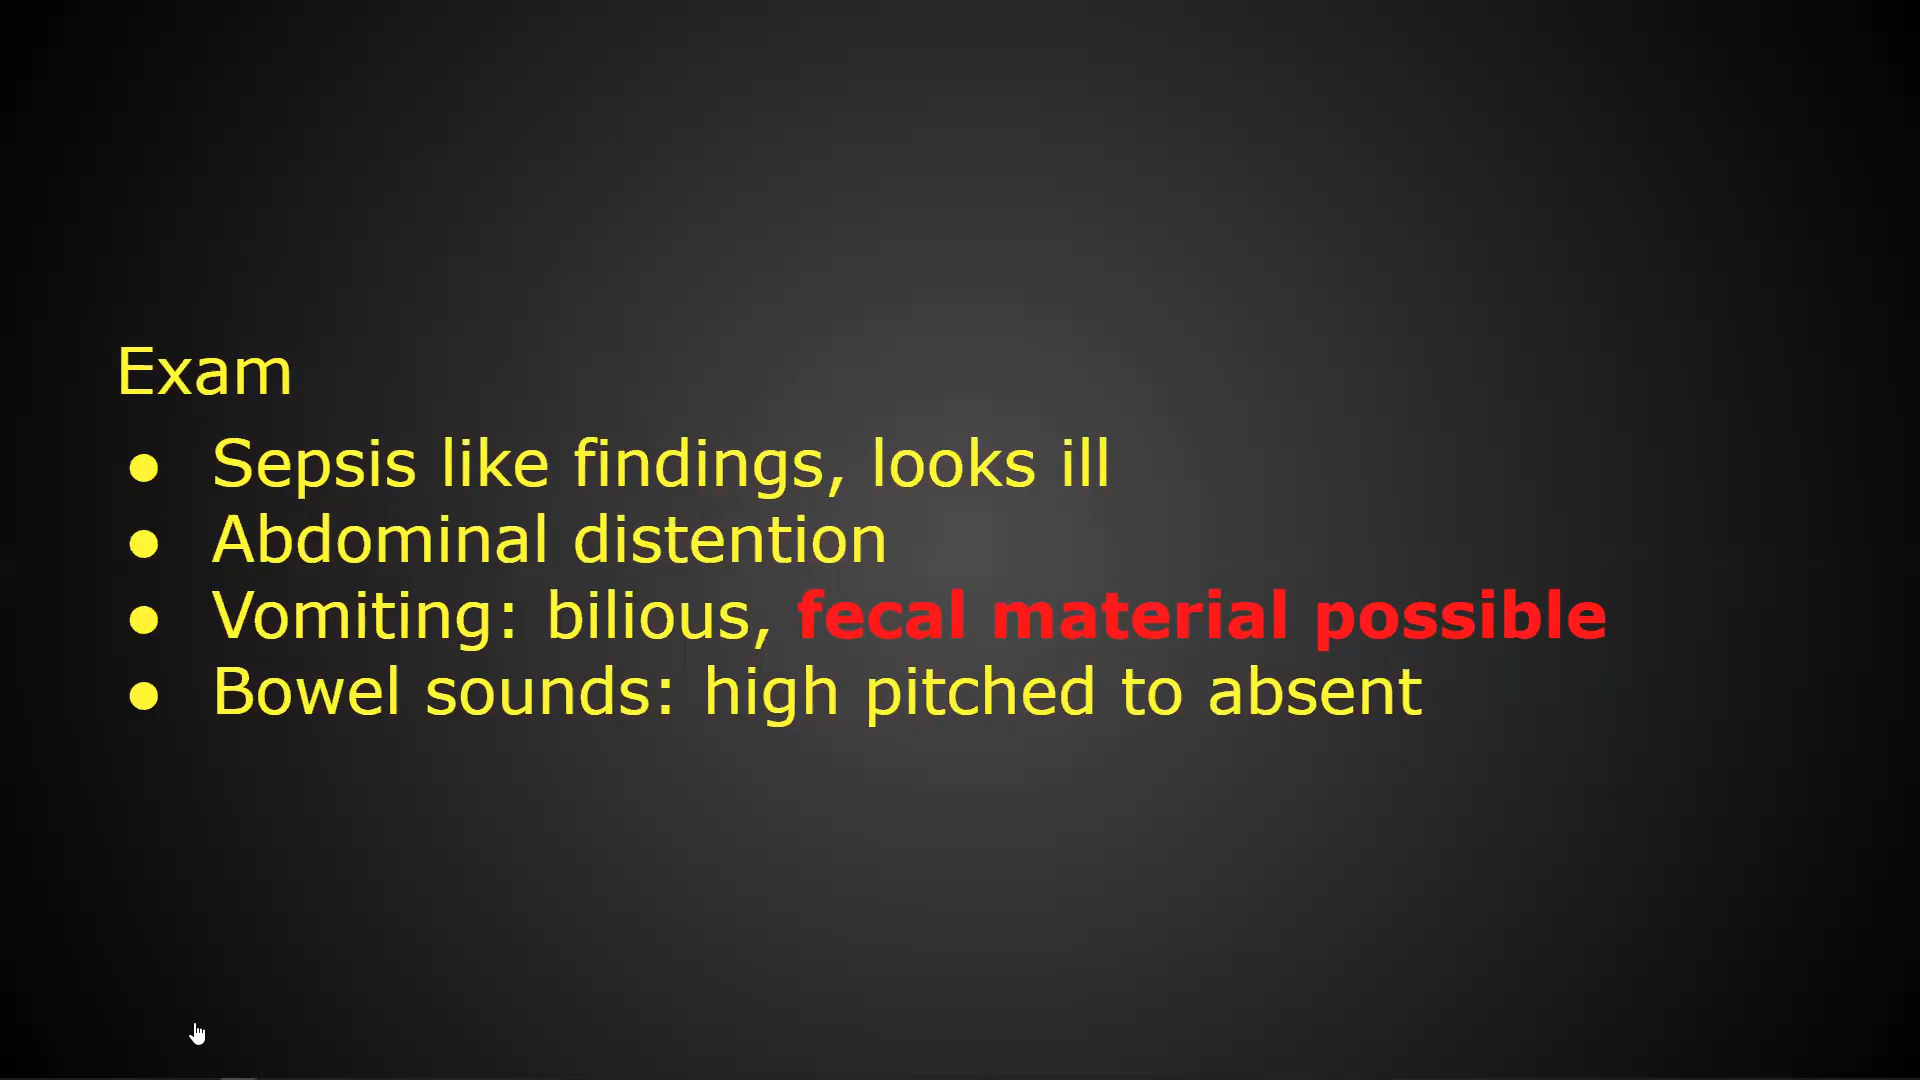 Exam
● Sepsis like findings, looks ill
● Abdominal distention
● Vomiting: bilious, fecal material possible
● Bowel sounds: high pitched to absent